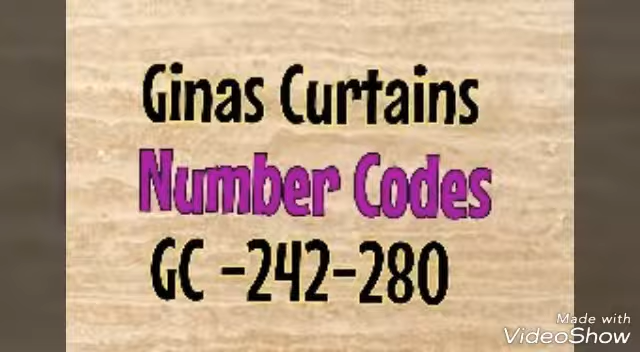 Ginas Curtains
Number Codes
GC -242-280
Made with
VideoShow